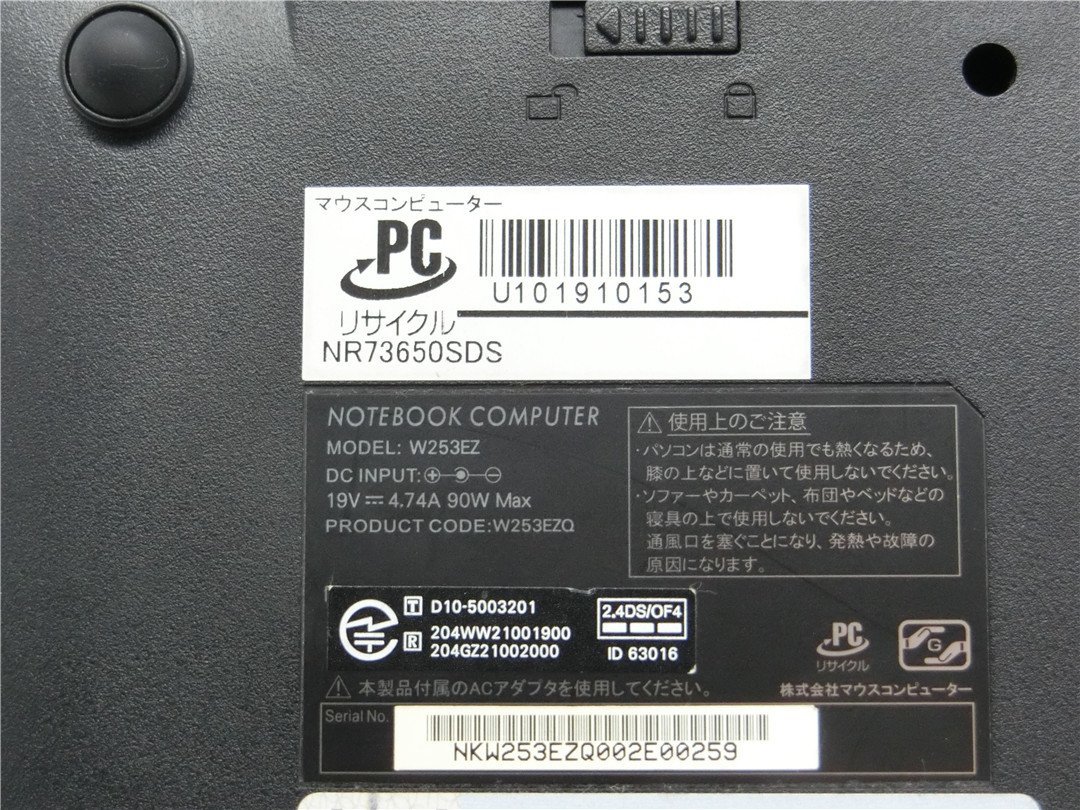 マウスコンピューター
PC
リサイクル
U101910153
NR73650SDS
NOTEBOOK COMPUTER
MODEL: W253EZ
DC INPUT:
19V 4.74A 90W Max
PRODUCT CODE:W253EZQ
使用上のご注意
・パソコンは通常の使用でも熱くなるため、
膝の上などに置いて使用しないでください。
・ソファーやカーペット、布団やベッドなどの
寝具の上で使用しないでください。
通風口を塞ぐことになり、発熱や故障の
原因になります。
T D10-5003201
R 204WW21001900
204GZ21002000
2.4DS/OF4
ID 63016
PC
リサイクル
G
本製品付属のACアダプタを使用してください。
株式会社マウスコンピューター
Serial No.
NKW253EZQ002E00259